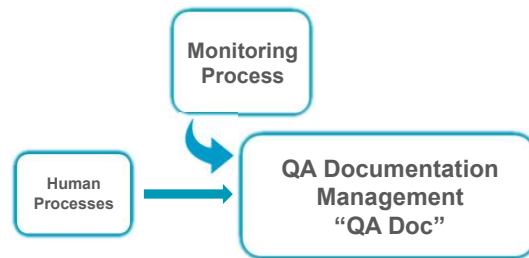 Monitoring
Process
Human
Processes
QA Documentation
Management
“QA Doc”